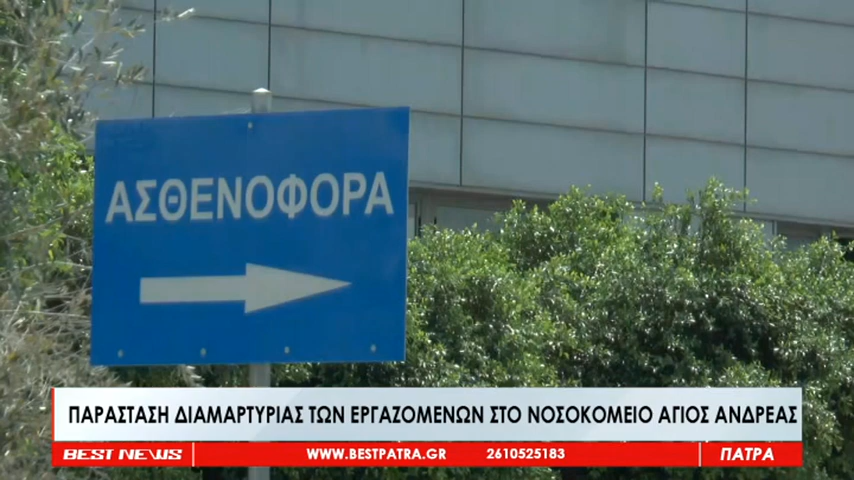 ΑΣΘΕΝΟΦΟΡΑ
ΠΑΡΑΣΤΑΣΗ ΔΙΑΜΑΡΤΥΡΙΑΣ ΤΩΝ ΕΡΓΑΖΟΜΕΝΩΝ ΣΤΟ ΝΟΣΟΚΟΜΕΙΟ ΑΓΙΟΣ ΑΝΔΡΕΑΣ
BEST NEWS WWW.BESTPATRA.GR 2610525183 ΠΑΤΡΑ